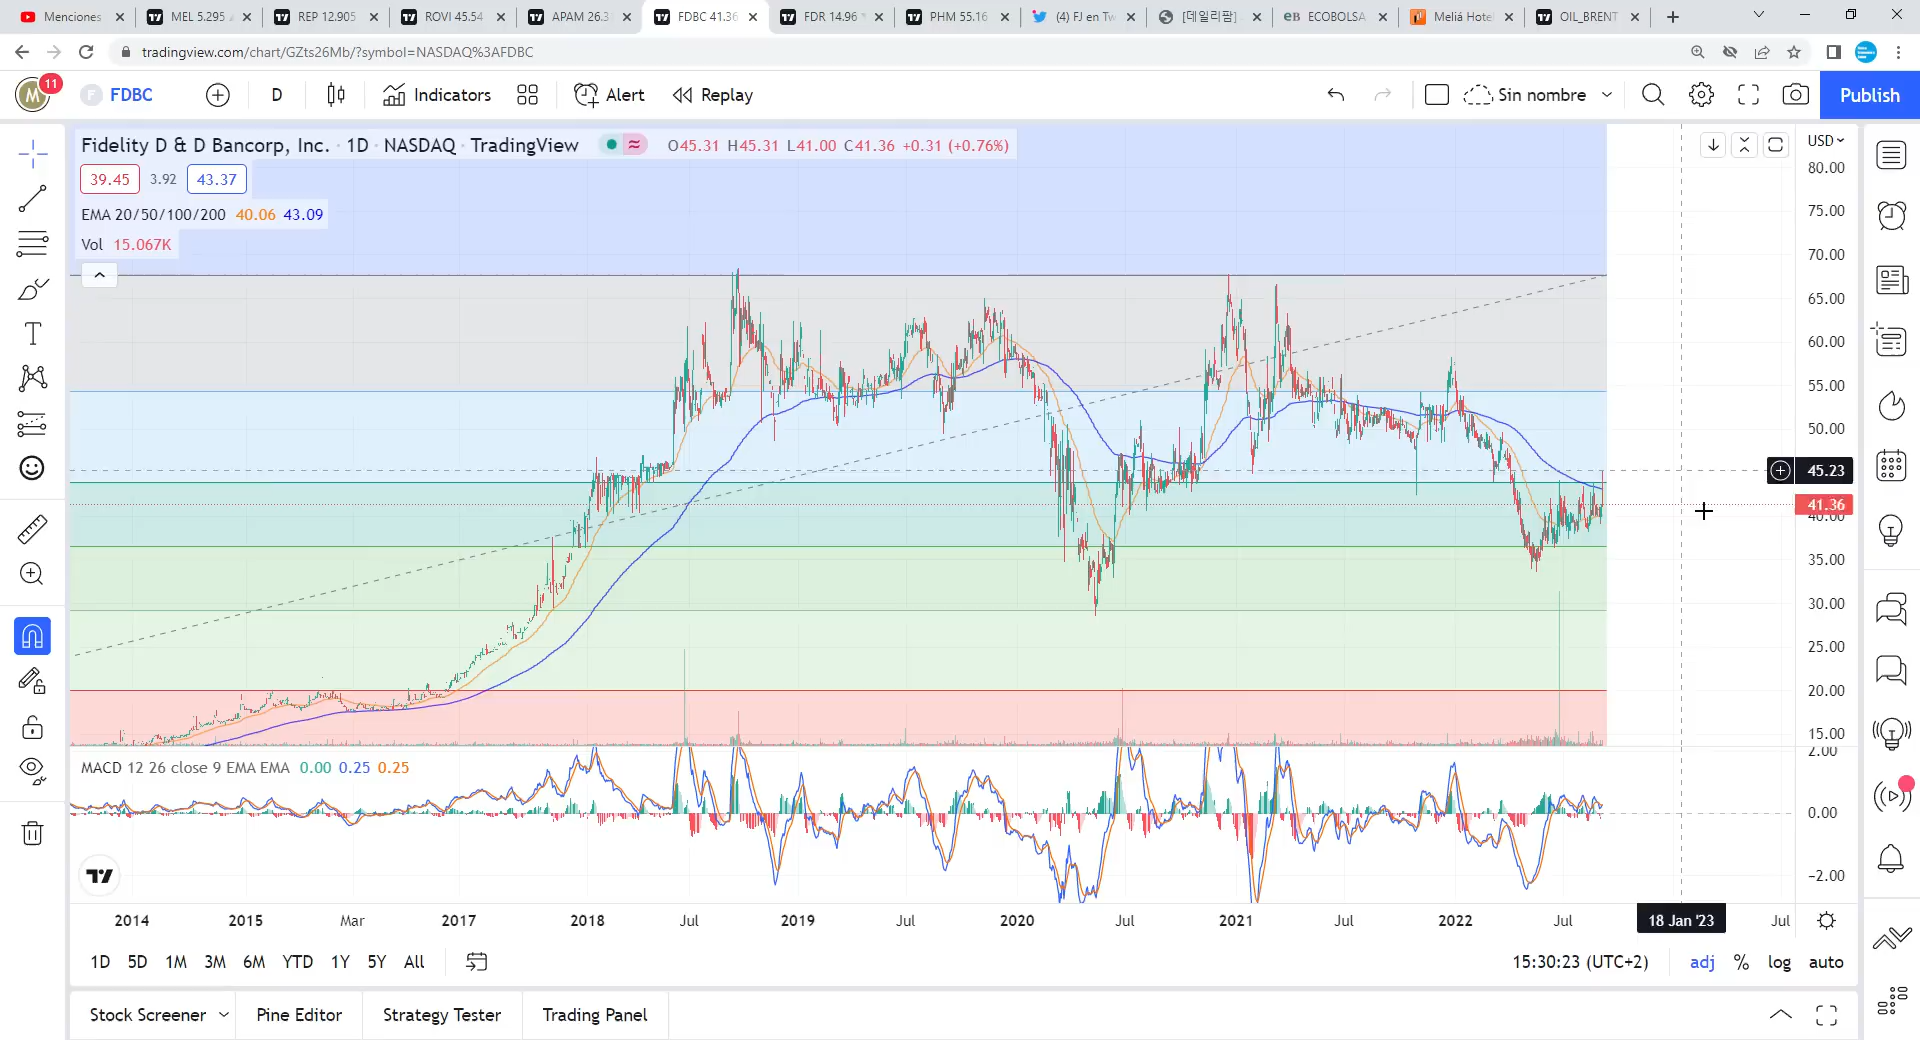 Menciones
MEL 5.295
REP 12.905
ROVI 45.54
APAM 26.3
FDBC 41.36
FDR 14.96
PHM 55.16
(4) FJ en Tw
[데일리팜]
ECOBOLSA
Meliá Hotel
OIL_BRENT
tradingview.com/chart/GZts26Mb/?symbol=NASDAQ%3AFDBC
M 11
F FDBC
D
Indicators
Alert
Replay
Sin nombre
Publish
Fidelity D & D Bancorp, Inc. · 1D · NASDAQ · TradingView
O45.31 H45.31 L41.00 C41.36 +0.31 (+0.76%)
USD
39.45 3.92 43.37
EMA 20/50/100/200 40.06 43.09
Vol 15.067K
80.00
75.00
70.00
65.00
60.00
55.00
50.00
45.23
41.36
40.00
35.00
30.00
25.00
20.00
15.00
MACD 12 26 close 9 EMA EMA 0.00 0.25 0.25
2.00
0.00
−2.00
2014 2015 Mar 2017 2018 Jul 2019 Jul 2020 Jul 2021 Jul 2022 Jul 18 Jan '23 Jul
1D 5D 1M 3M 6M YTD 1Y 5Y All
15:30:23 (UTC+2) adj % log auto
Stock Screener Pine Editor Strategy Tester Trading Panel